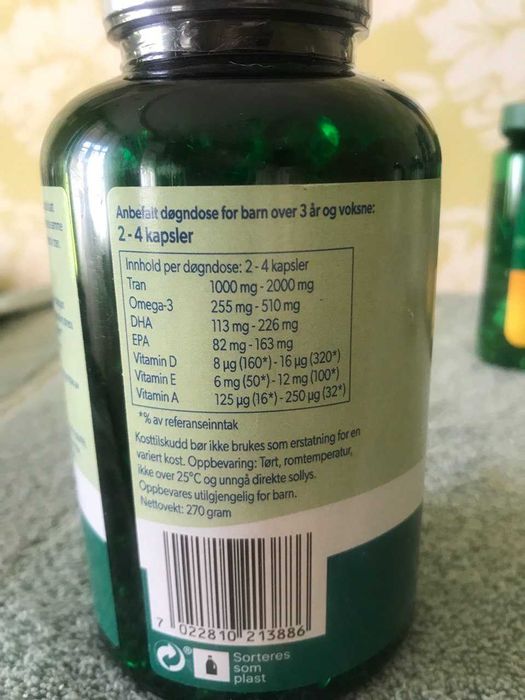 Anbefalt døgndose for barn over 3 år og voksne:
2 - 4 kapsler
Innhold per døgndose: 2 - 4 kapsler
Tran 1000 mg - 2000 mg
Omega-3 255 mg - 510 mg
DHA 113 mg - 226 mg
EPA 82 mg - 163 mg
Vitamin D 8 µg (160*) - 16 µg (320*)
Vitamin E 6 mg (50*) - 12 mg (100*)
Vitamin A 125 µg (16*) - 250 µg (32*)
*% av referanseinntak
Kosttilskudd bør ikke brukes som erstatning for en
variert kost. Oppbevaring: Tørt, romtemperatur,
ikke over 25°C og unngå direkte sollys.
Oppbevares utilgjengelig for barn.
Nettovekt: 270 gram
7 022810 213886
Sorteres
som
plast